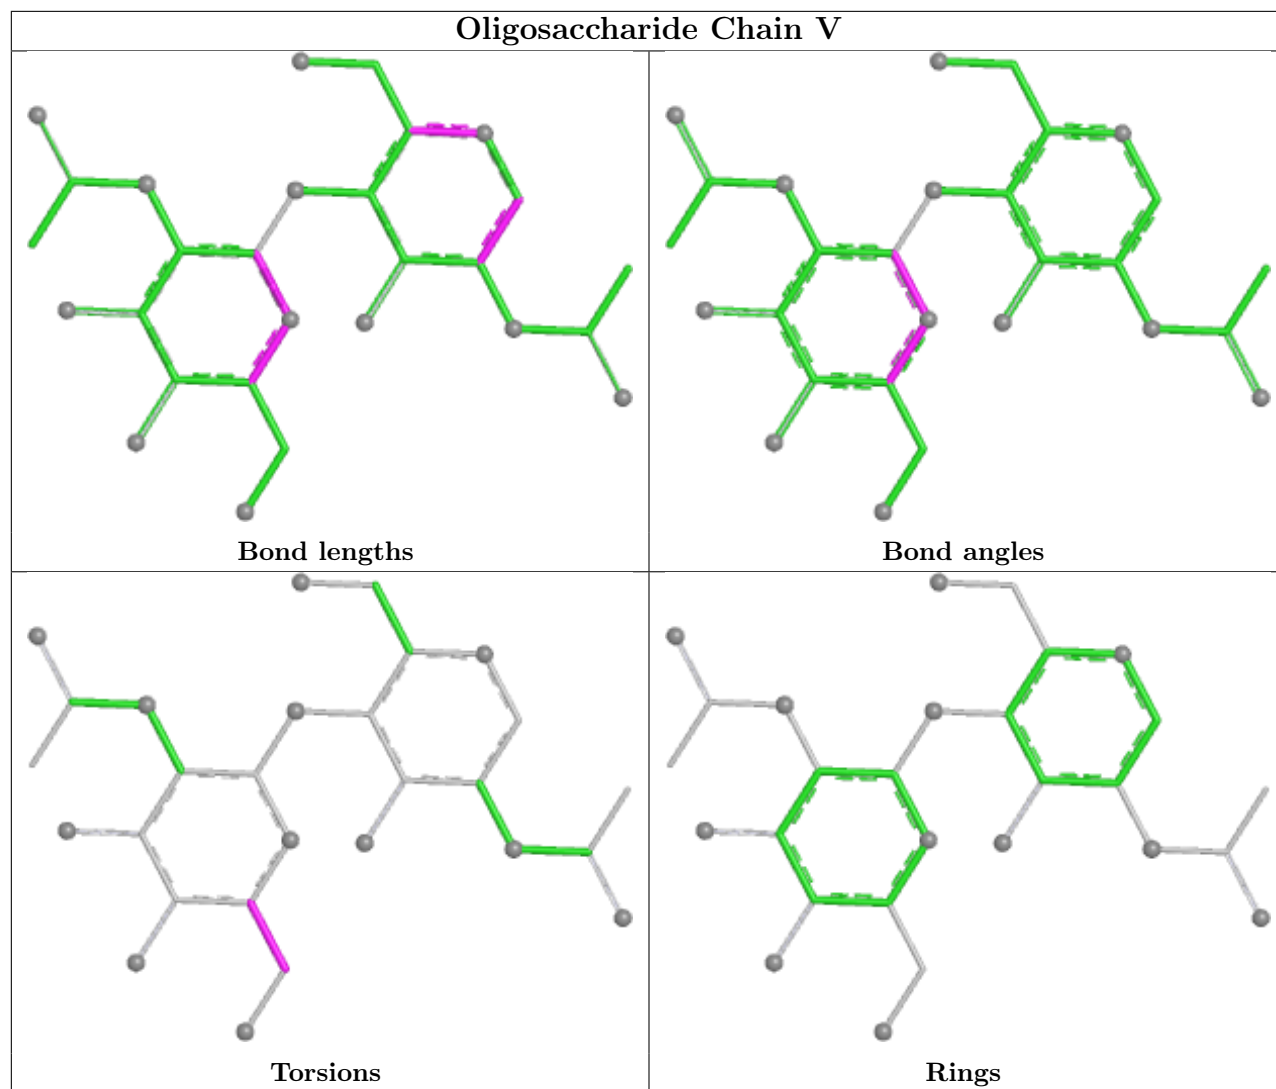 Oligosaccharide Chain V
Bond lengths
Bond angles
Torsions
Rings